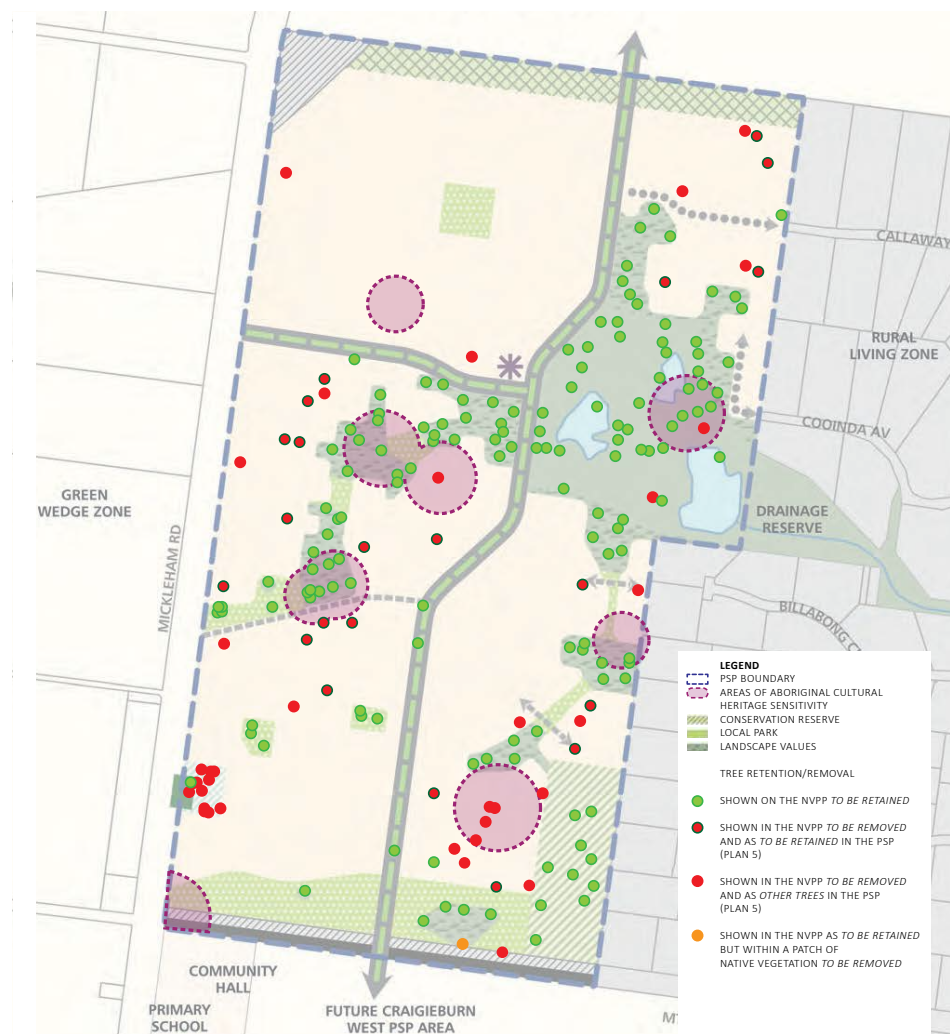 CALLAWAY
RURAL
LIVING ZONE
COOINDA AV
GREEN
WEDGE ZONE
DRAINAGE
RESERVE
MICKLEHAM RD
BILLABONG
LEGEND
PSP BOUNDARY
AREAS OF ABORIGINAL CULTURAL
HERITAGE SENSITIVITY
CONSERVATION RESERVE
LOCAL PARK
LANDSCAPE VALUES
TREE RETENTION/REMOVAL
SHOWN ON THE NVPP TO BE RETAINED
SHOWN IN THE NVPP TO BE REMOVED
AND AS TO BE RETAINED IN THE PSP
(PLAN 5)
SHOWN IN THE NVPP TO BE REMOVED
AND AS OTHER TREES IN THE PSP
(PLAN 5)
SHOWN IN THE NVPP AS TO BE RETAINED
BUT WITHIN A PATCH OF
NATIVE VEGETATION TO BE REMOVED
COMMUNITY
HALL
PRIMARY
SCHOOL
FUTURE CRAIGIEBURN
WEST PSP AREA